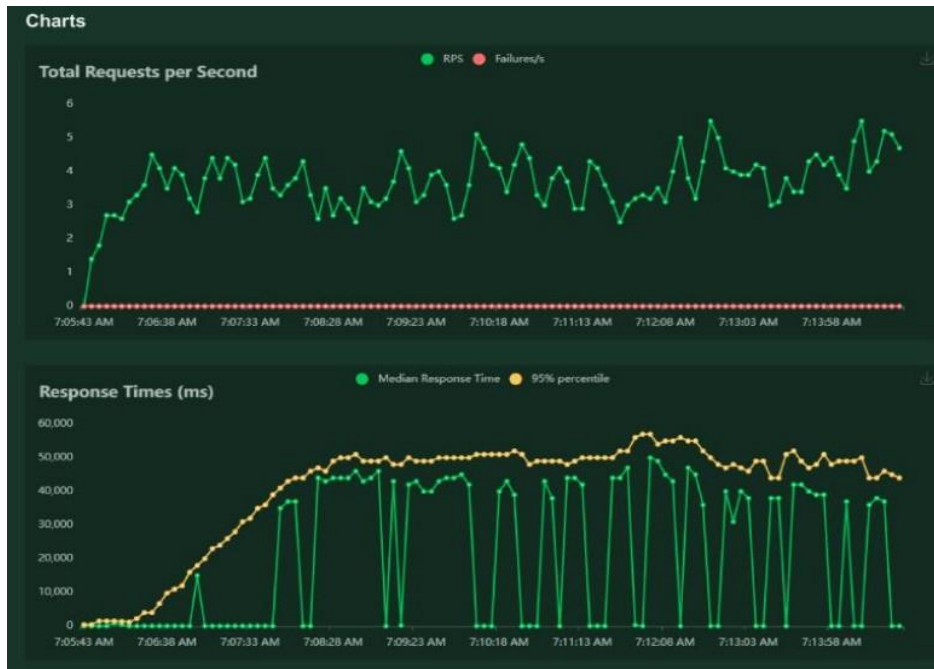 Charts
Total Requests per Second
RPS Failures/s
6
5
4
3
2
1
0
7:05:43 AM 7:06:38 AM 7:07:33 AM 7:08:28 AM 7:09:23 AM 7:10:18 AM 7:11:13 AM 7:12:08 AM 7:13:03 AM 7:13:58 AM
Response Times (ms)
Median Response Time 95% percentile
60,000
50,000
40,000
30,000
20,000
10,000
0
7:05:43 AM 7:06:38 AM 7:07:33 AM 7:08:28 AM 7:09:23 AM 7:10:18 AM 7:11:13 AM 7:12:08 AM 7:13:03 AM 7:13:58 AM